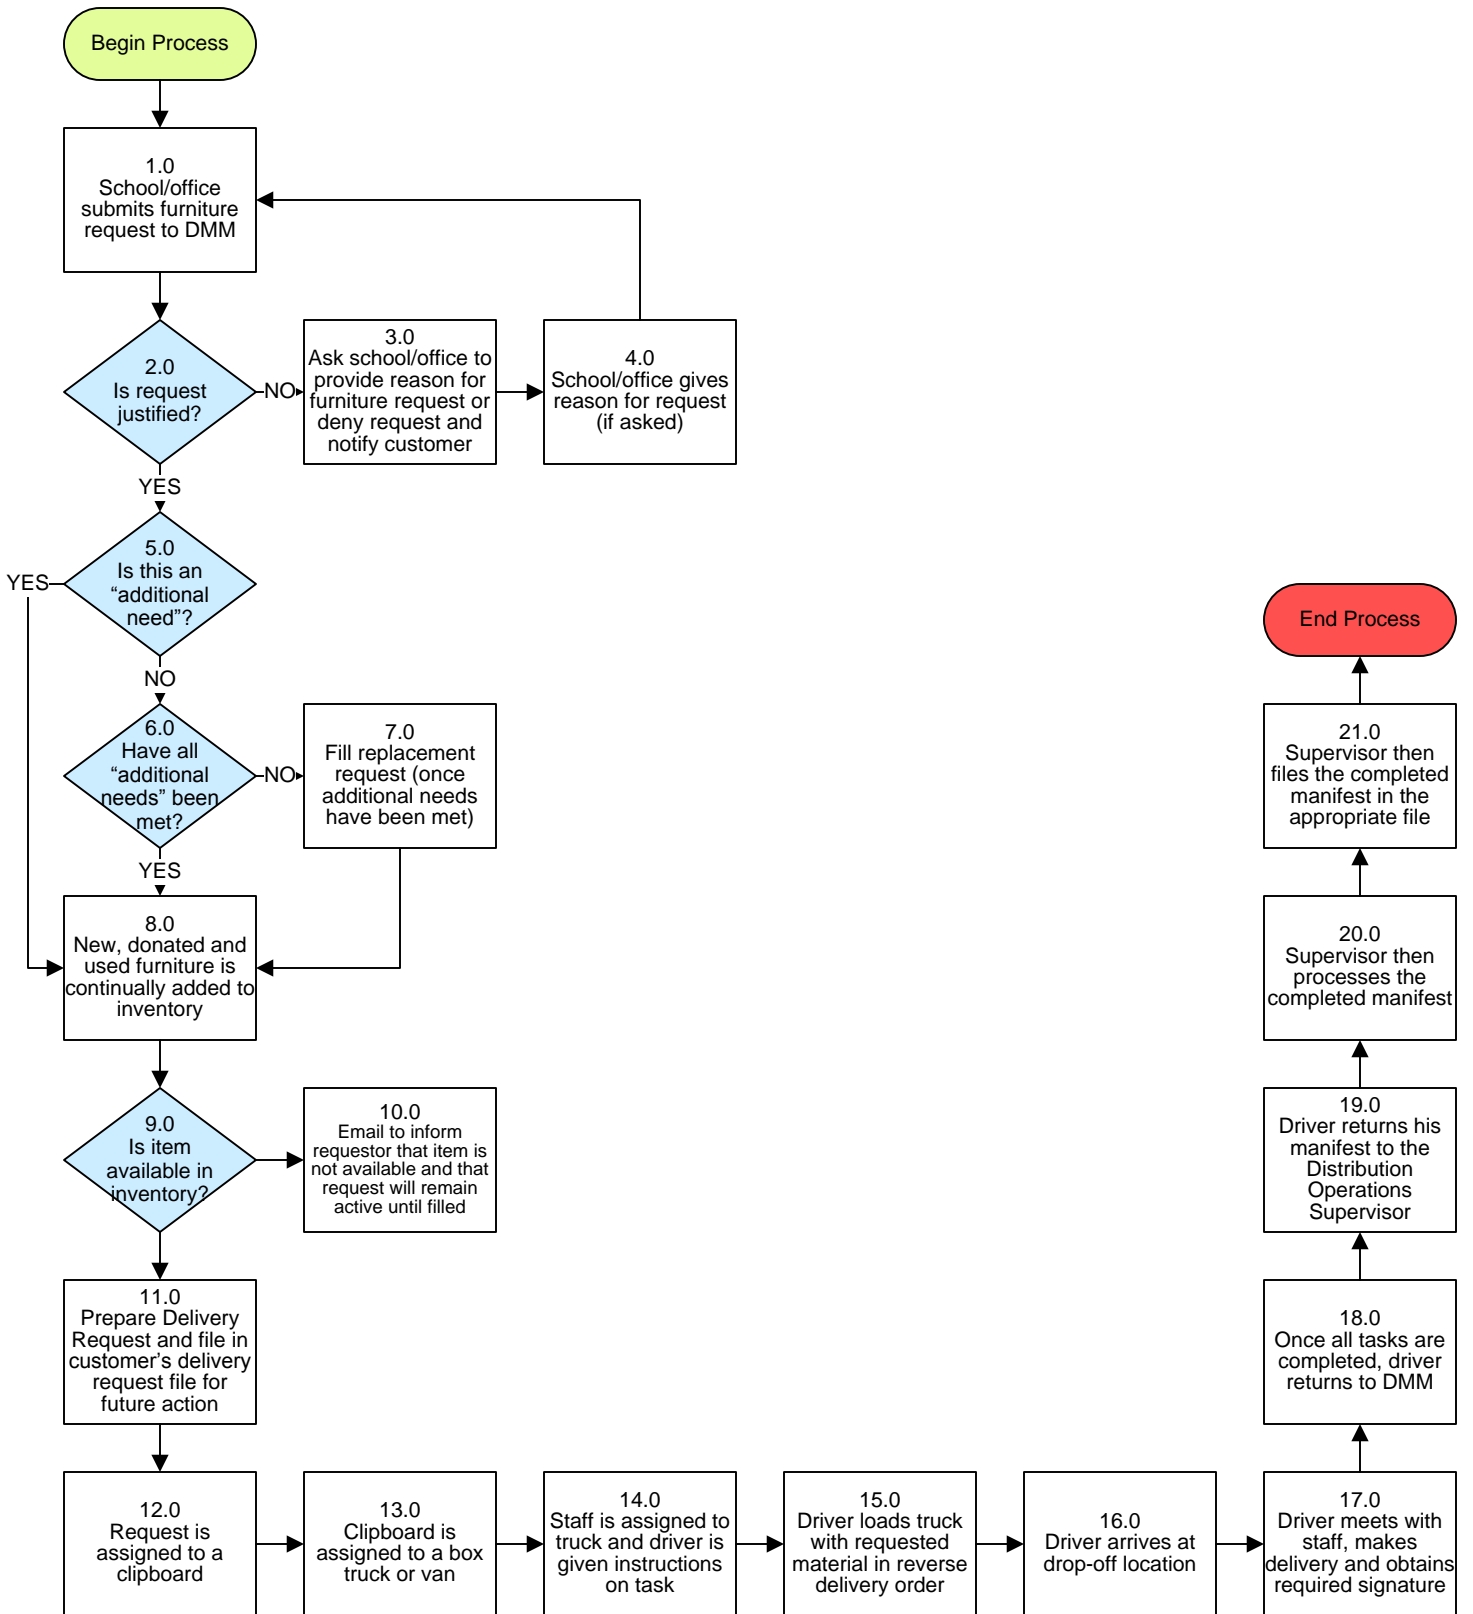 Begin Process
1.0
School/office
submits furniture
request to DMM
2.0
Is request
justified?
NO
3.0
Ask school/office to
provide reason for
furniture request or
deny request and
notify customer
4.0
School/office gives
reason for request
(if asked)
YES
5.0
Is this an
“additional
need”?
YES
NO
6.0
Have all
“additional
needs” been
met?
NO
7.0
Fill replacement
request (once
additional needs
have been met)
YES
8.0
New, donated and
used furniture is
continually added to
inventory
9.0
Is item
available in
inventory?
10.0
Email to inform
requestor that item is
not available and that
request will remain
active until filled
11.0
Prepare Delivery
Request and file in
customer’s delivery
request file for
future action
12.0
Request is
assigned to a
clipboard
13.0
Clipboard is
assigned to a box
truck or van
14.0
Staff is assigned to
truck and driver is
given instructions
on task
15.0
Driver loads truck
with requested
material in reverse
delivery order
16.0
Driver arrives at
drop-off location
17.0
Driver meets with
staff, makes
delivery and obtains
required signature
18.0
Once all tasks are
completed, driver
returns to DMM
19.0
Driver returns his
manifest to the
Distribution
Operations
Supervisor
20.0
Supervisor then
processes the
completed manifest
21.0
Supervisor then
files the completed
manifest in the
appropriate file
End Process